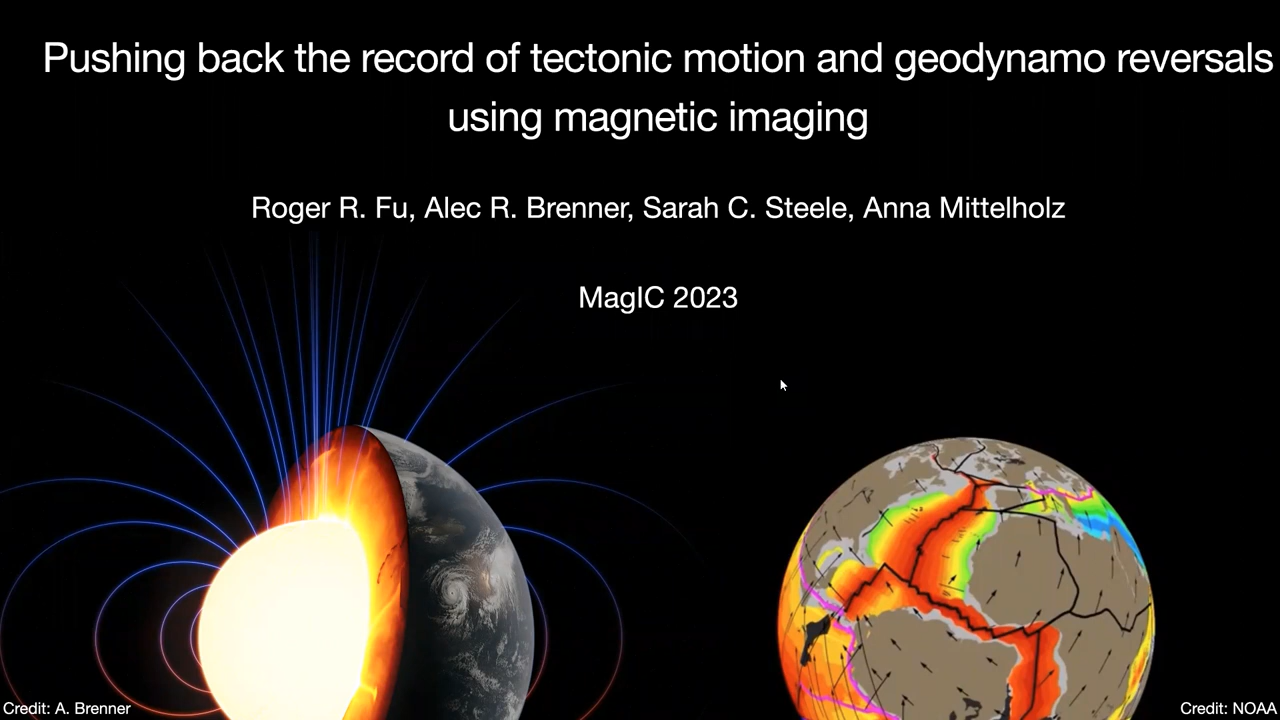 Pushing back the record of tectonic motion and geodynamo reversals
using magnetic imaging
Roger R. Fu, Alec R. Brenner, Sarah C. Steele, Anna Mittelholz
MagIC 2023
Credit: A. Brenner
Credit: NOAA